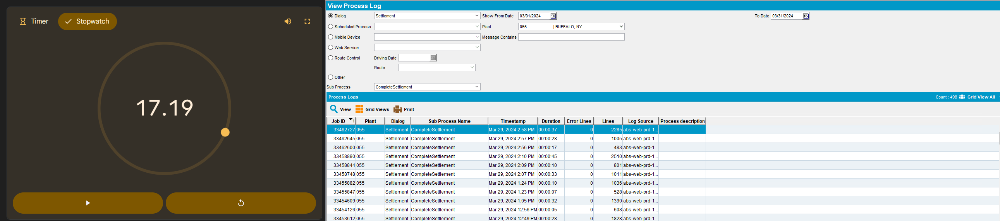 Timer
Stopwatch
17.19
View Process Log
Dialog Settlement Show From Date 03/01/2024 16 To Date 03/31/2024 16
Scheduled Process Plant 055 | BUFFALO, NY
Mobile Device Message Contains
Web Service
Route Control Driving Date 16
Route
Other
Sub Process CompleteSettlement
Process Logs Count : 498 Grid View All
View Grid Views Print
Job ID 1 Plant Dialog Sub Process Name Timestamp Duration Error Lines Lines Log Source Process description
33462727 055 Settlement CompleteSettlement Mar 29, 2024 2:58 PM 00:00:37 0 2285 abs-web-prd-1...
33462645 055 Settlement CompleteSettlement Mar 29, 2024 2:57 PM 00:00:28 0 1005 abs-web-prd-1...
33462600 055 Settlement CompleteSettlement Mar 29, 2024 2:56 PM 00:00:17 0 483 abs-web-prd-1...
33458890 055 Settlement CompleteSettlement Mar 29, 2024 2:10 PM 00:00:45 0 2510 abs-web-prd-1...
33458844 055 Settlement CompleteSettlement Mar 29, 2024 2:09 PM 00:00:10 0 801 abs-web-prd-1...
33458748 055 Settlement CompleteSettlement Mar 29, 2024 2:07 PM 00:00:33 0 1011 abs-web-prd-1...
33455882 055 Settlement CompleteSettlement Mar 29, 2024 1:24 PM 00:00:10 0 1036 abs-web-prd-1...
33455847 055 Settlement CompleteSettlement Mar 29, 2024 1:23 PM 00:00:07 0 528 abs-web-prd-1...
33454609 055 Settlement CompleteSettlement Mar 29, 2024 1:05 PM 00:00:32 0 1390 abs-web-prd-1...
33454126 055 Settlement CompleteSettlement Mar 29, 2024 12:56 PM 00:00:05 0 608 abs-web-prd-1...
33453612 055 Settlement CompleteSettlement Mar 29, 2024 12:49 PM 00:00:28 0 1828 abs-web-prd-1...